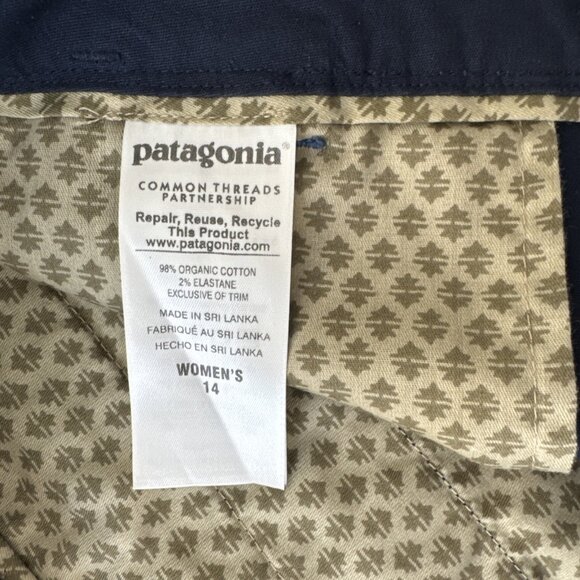 patagonia®
COMMON THREADS
PARTNERSHIP
Repair, Reuse, Recycle
This Product
www.patagonia.com
98% ORGANIC COTTON
2% ELASTANE
EXCLUSIVE OF TRIM
MADE IN SRI LANKA
FABRIQUÉ AU SRI LANKA
HECHO EN SRI LANKA
WOMEN'S
14